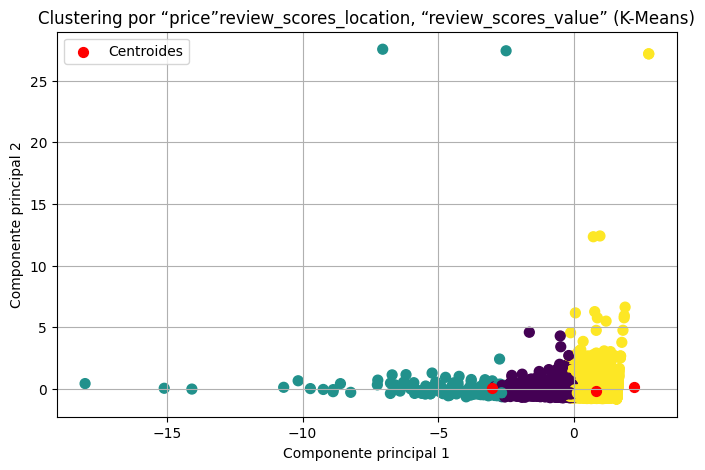 Clustering por “price”review_scores_location, “review_scores_value” (K-Means)
Centroides
25
20
15
10
5
0
Componente principal 2
−15
−10
−5
0
Componente principal 1